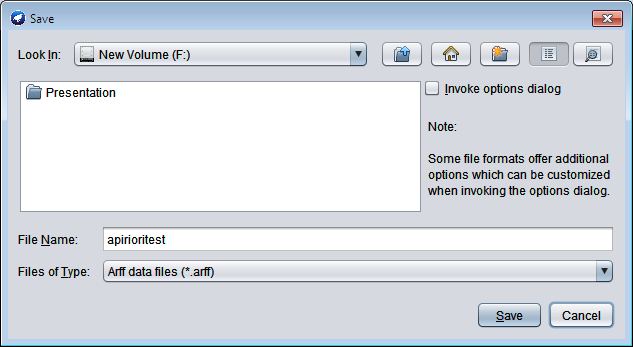 Save
Look In:
New Volume (F:)
Presentation
Invoke options dialog
Note:
Some file formats offer additional
options which can be customized
when invoking the options dialog.
File Name:
apirioritest
Files of Type:
Arff data files (*.arff)
Save
Cancel